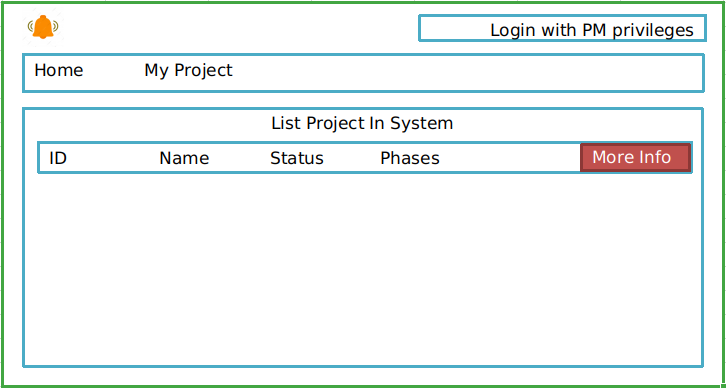 Login with PM privileges
Home My Project
List Project In System
ID Name Status Phases More Info